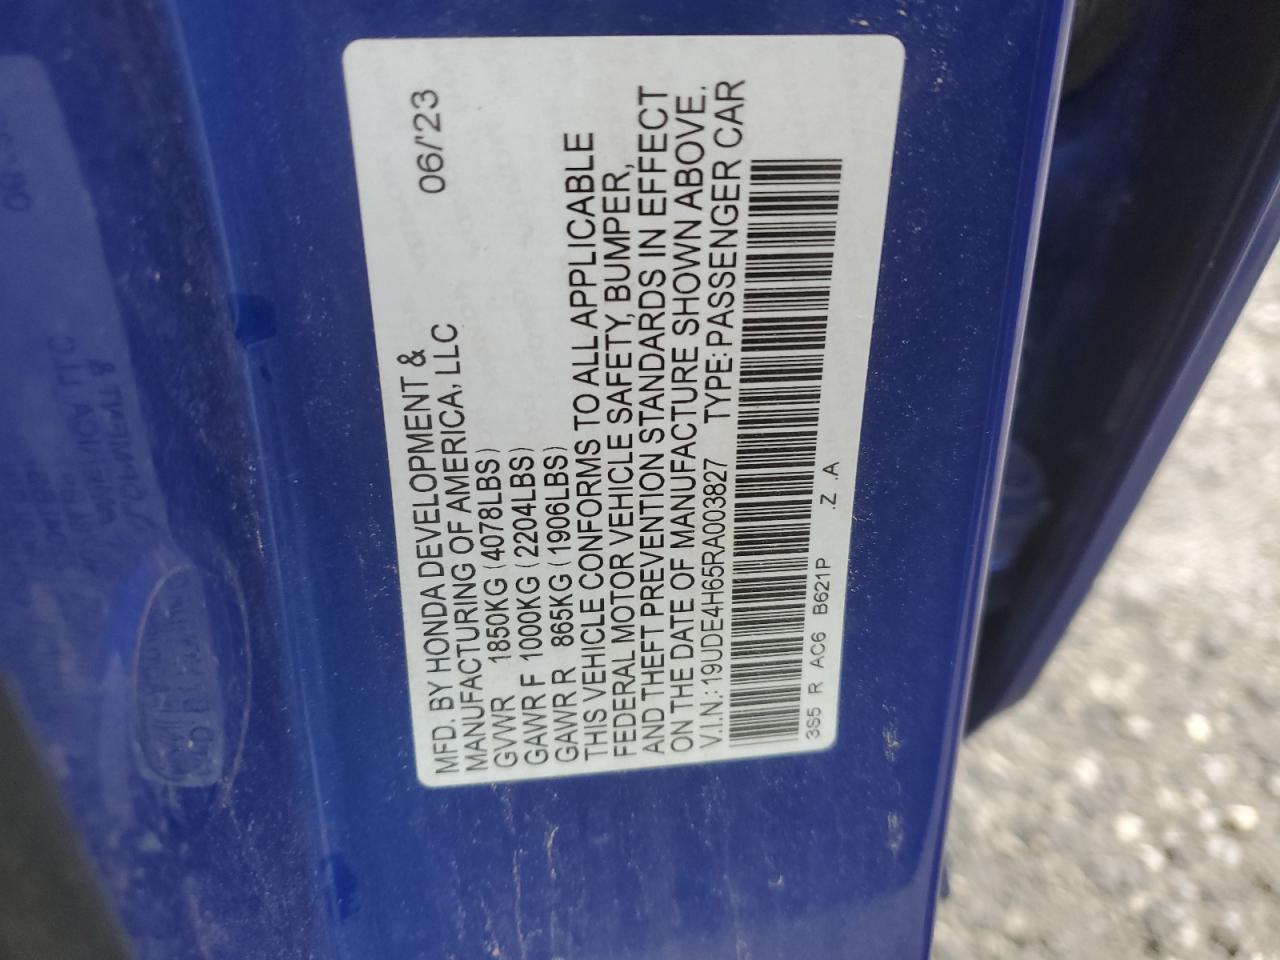 MFD. BY HONDA DEVELOPMENT &
MANUFACTURING OF AMERICA, LLC 06/'23
GVWR 1850KG (4078LBS)
GAWR F 1000KG (2204LBS)
GAWR R 865KG (1906LBS)
THIS VEHICLE CONFORMS TO ALL APPLICABLE
FEDERAL MOTOR VEHICLE SAFETY, BUMPER,
AND THEFT PREVENTION STANDARDS IN EFFECT
ON THE DATE OF MANUFACTURE SHOWN ABOVE.
V.I.N.: 19UDE4H65RA003827 TYPE: PASSENGER CAR
3S5 R AC6 B621P .Z .A